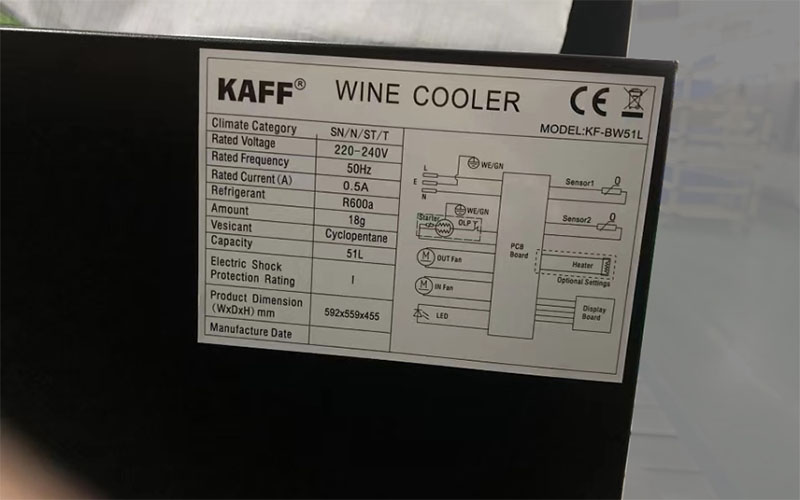 KAFF® WINE COOLER CE
MODEL:KF-BW51L
Climate Category SN/N/ST/T
Rated Voltage 220-240V
Rated Frequency 50Hz
Rated Current(A) 0.5A
Refrigerant R600a
Amount 18g
Vesicant Cyclopentane
Capacity 51L
Electric Shock
Protection Rating I
Product Dimension
(WxDxH) mm 592x559x455
Manufacture Date
L
E
N
WE/GN
WE/GN
Starter
OLP
M OUT Fan
M IN Fan
LED
PCB
Board
Sensor1
Sensor2
Heater
Optional Settings
Display
Board